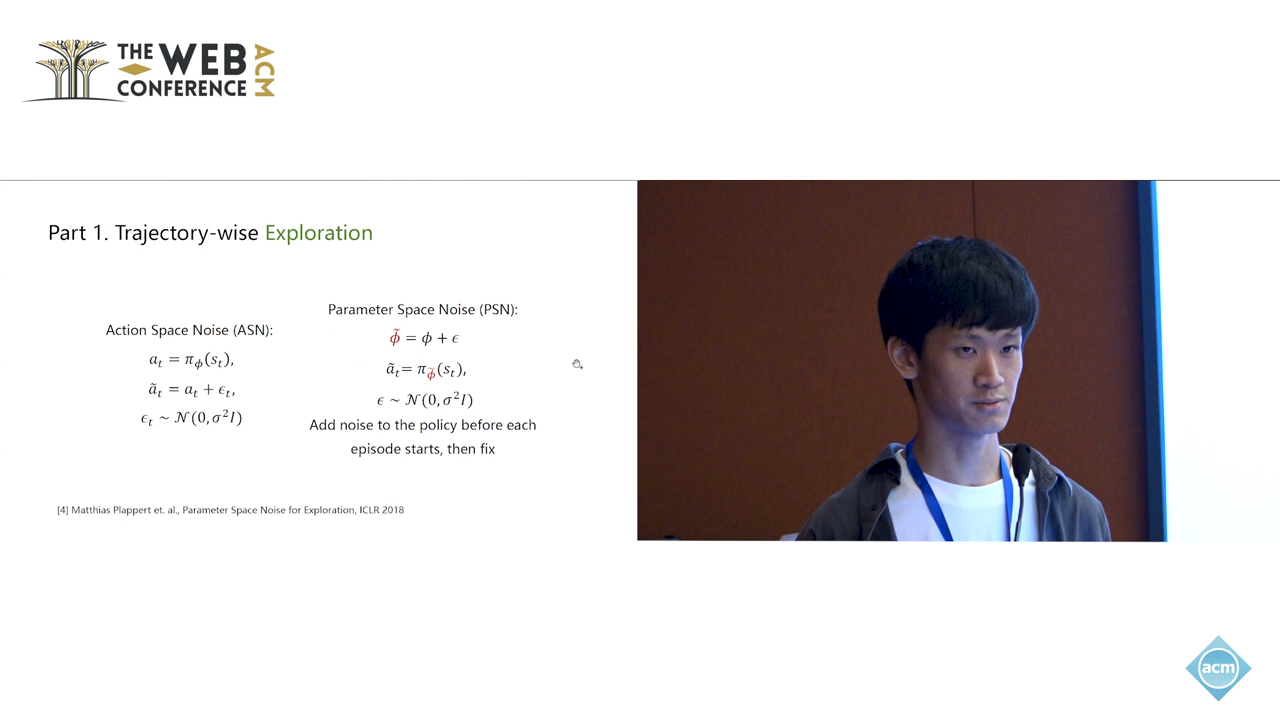 THE WEB
CONFERENCE
ACM
Part 1. Trajectory-wise Exploration
Action Space Noise (ASN):
a_t = π_ϕ(s_t),
ã_t = a_t + ϵ_t,
ϵ_t ~ 𝒩(0, σ²I)
Parameter Space Noise (PSN):
ϕ̃ = ϕ + ϵ
ã_t= π_ϕ̃(s_t),
ϵ ~ 𝒩(0, σ²I)
Add noise to the policy before each
episode starts, then fix
[4] Matthias Plappert et. al., Parameter Space Noise for Exploration, ICLR 2018
acm